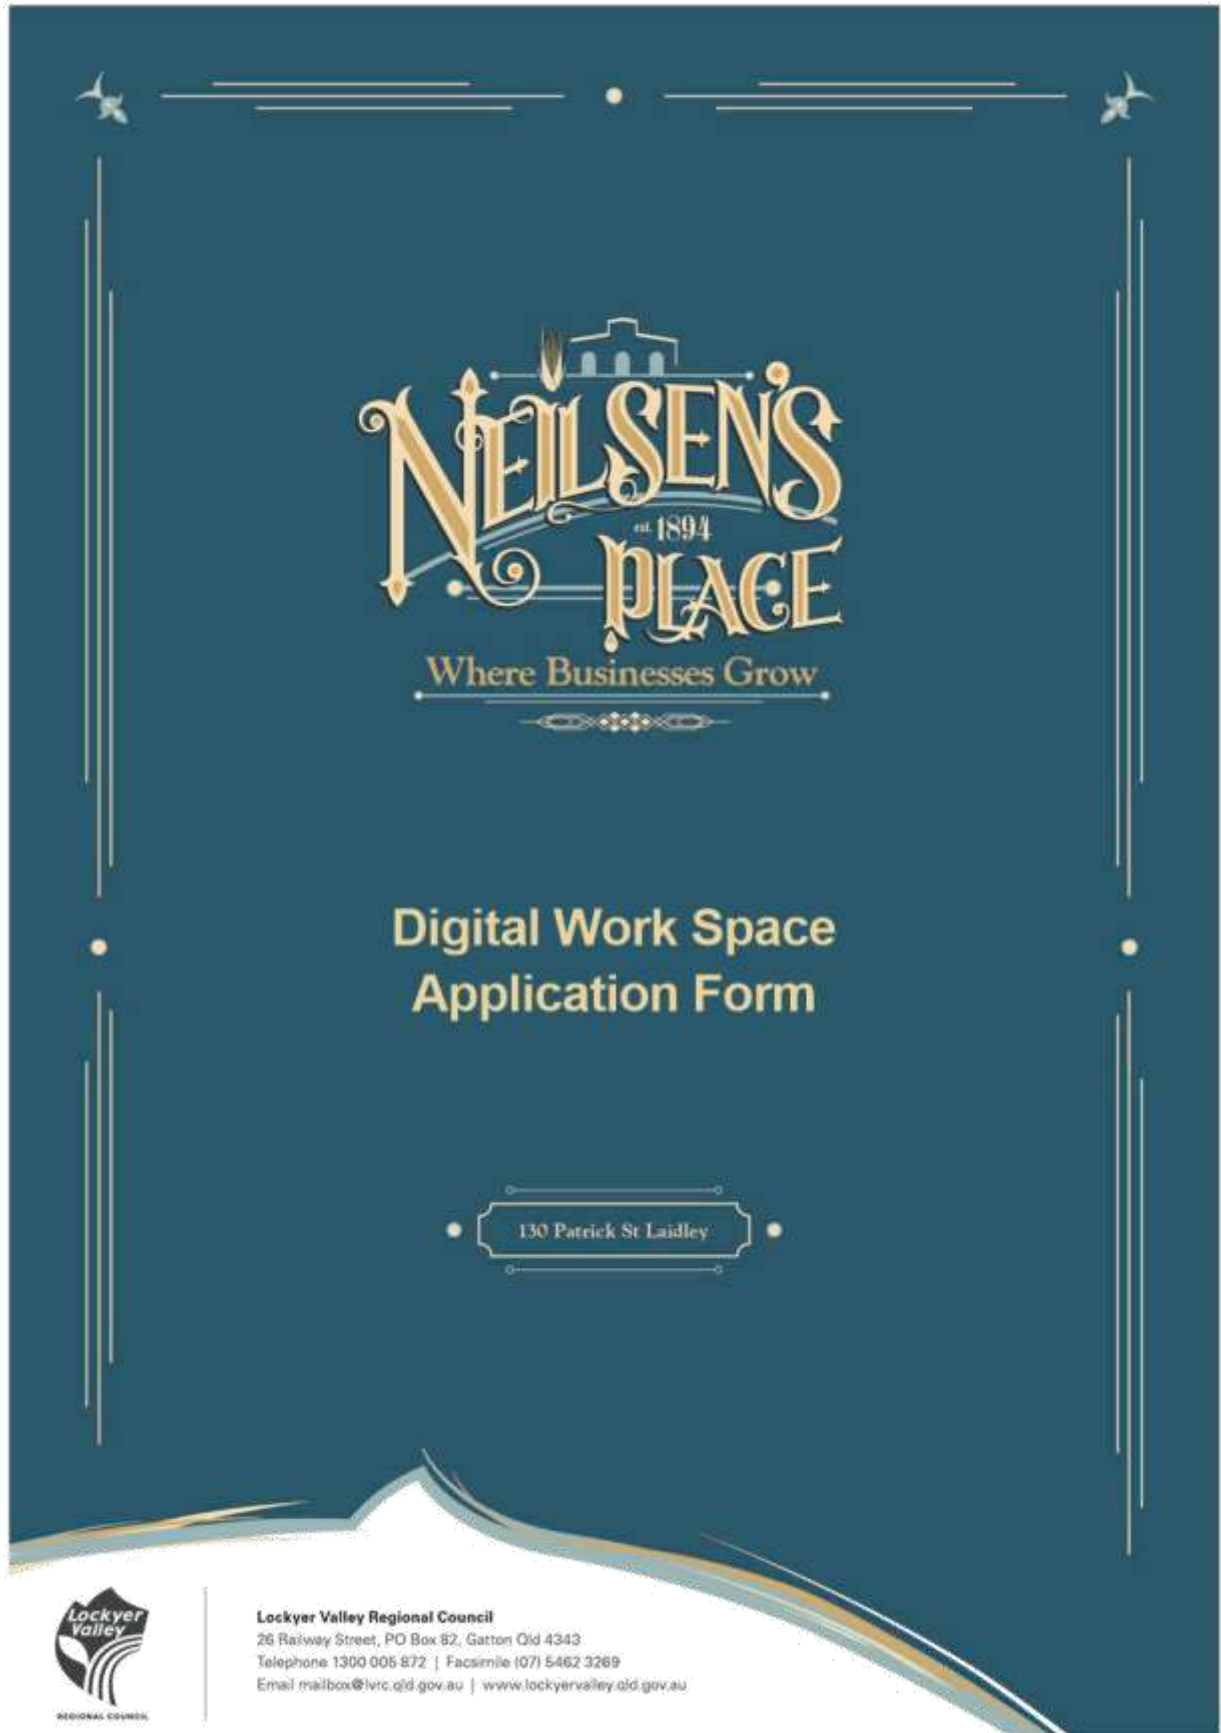 NEILSEN'S
est 1894
PLACE
Where Businesses Grow
Digital Work Space
Application Form
130 Patrick St Laidley
Lockyer
Valley
REGIONAL COUNCIL
Lockyer Valley Regional Council
26 Railway Street, PO Box 82, Gatton Qld 4343
Telephone 1300 005 872 | Facsimile (07) 5462 3269
Email mailbox@lvrc.qld.gov.au | www.lockyervalley.qld.gov.au